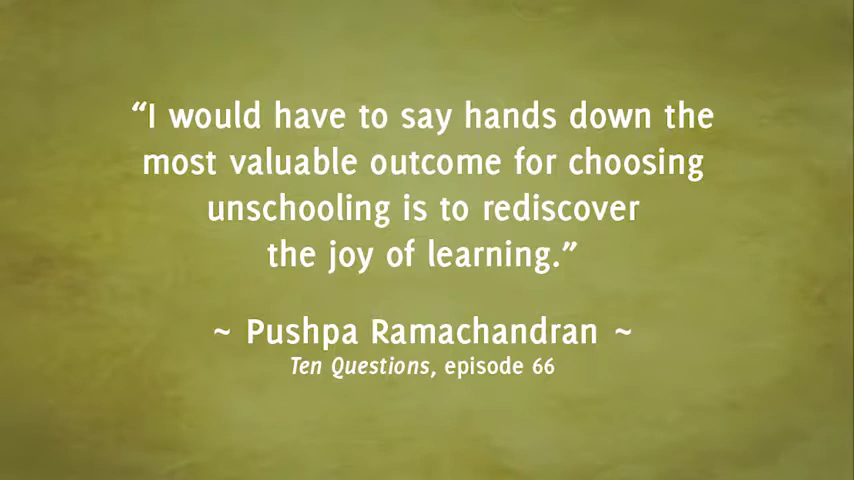 “I would have to say hands down the
most valuable outcome for choosing
unschooling is to rediscover
the joy of learning.”
~ Pushpa Ramachandran ~
Ten Questions, episode 66